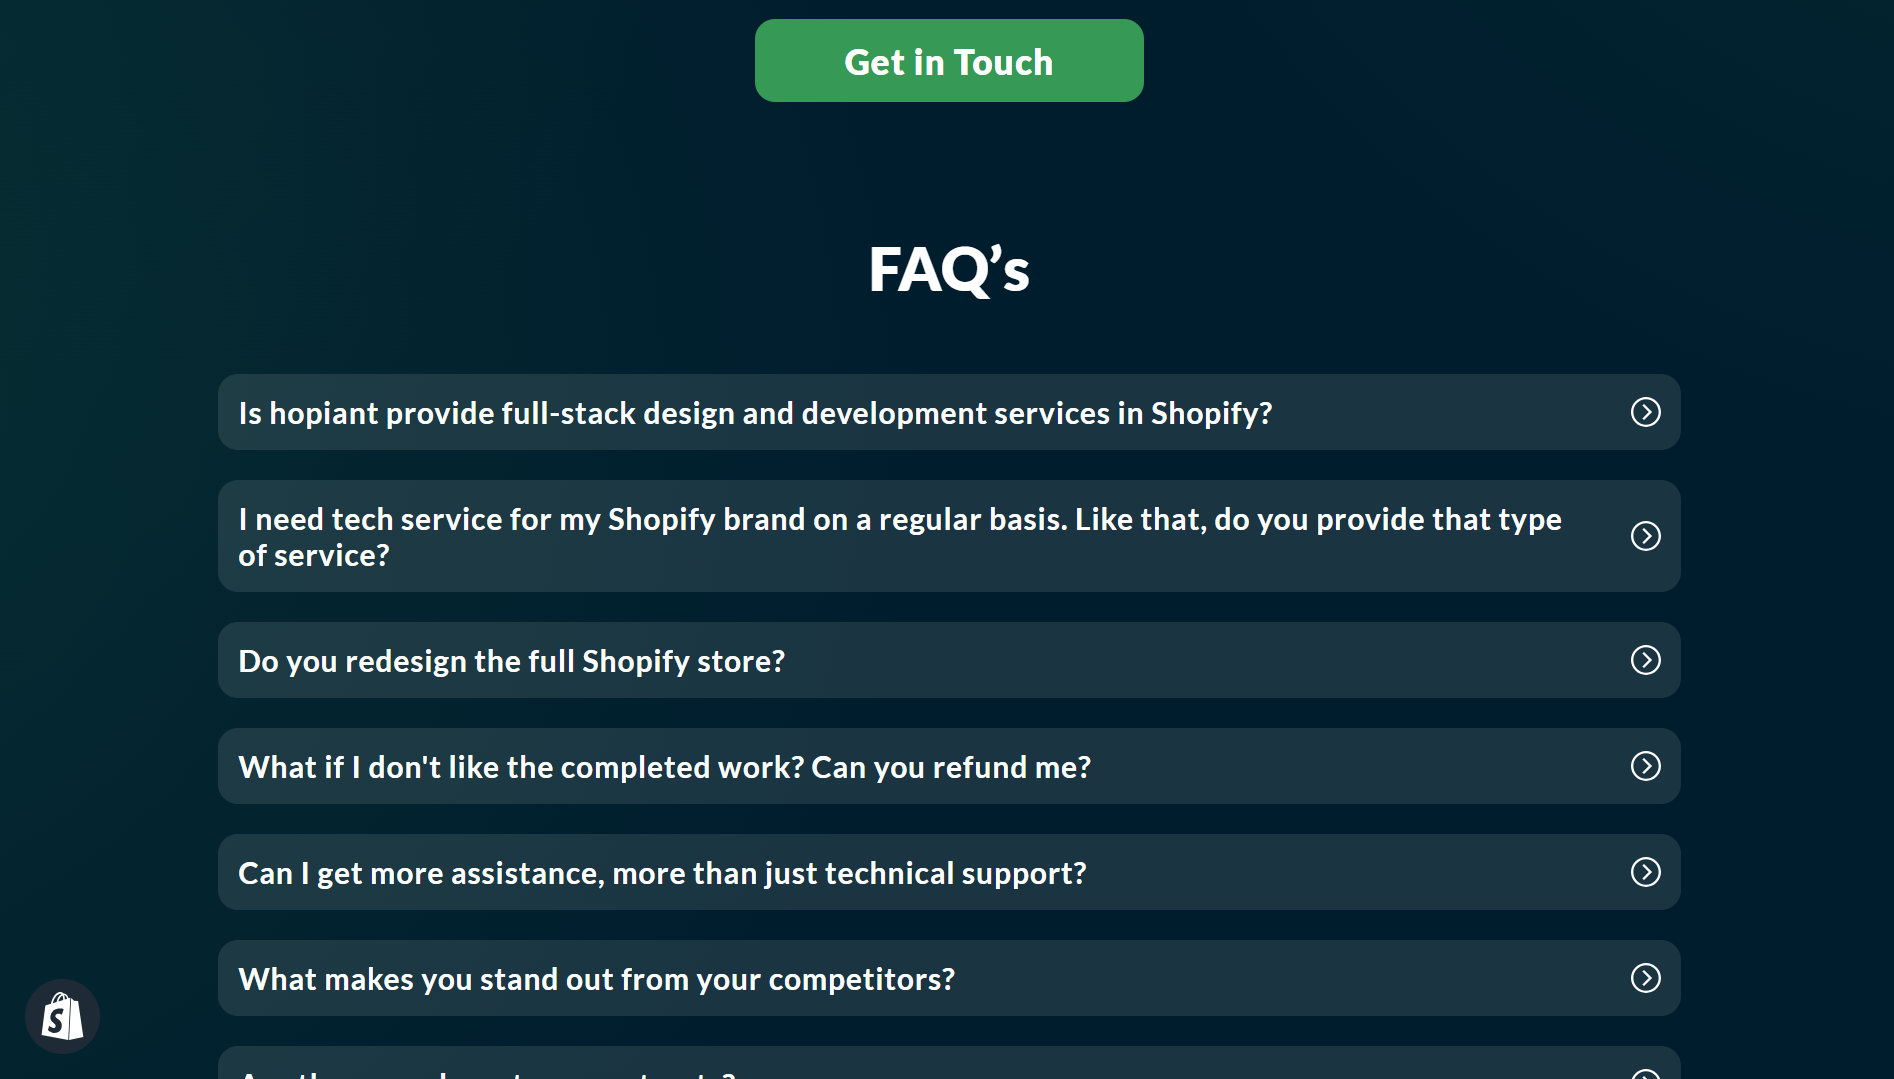 Get in Touch
FAQ’s
Is hopiant provide full-stack design and development services in Shopify?
I need tech service for my Shopify brand on a regular basis. Like that, do you provide that type
of service?
Do you redesign the full Shopify store?
What if I don't like the completed work? Can you refund me?
Can I get more assistance, more than just technical support?
What makes you stand out from your competitors?